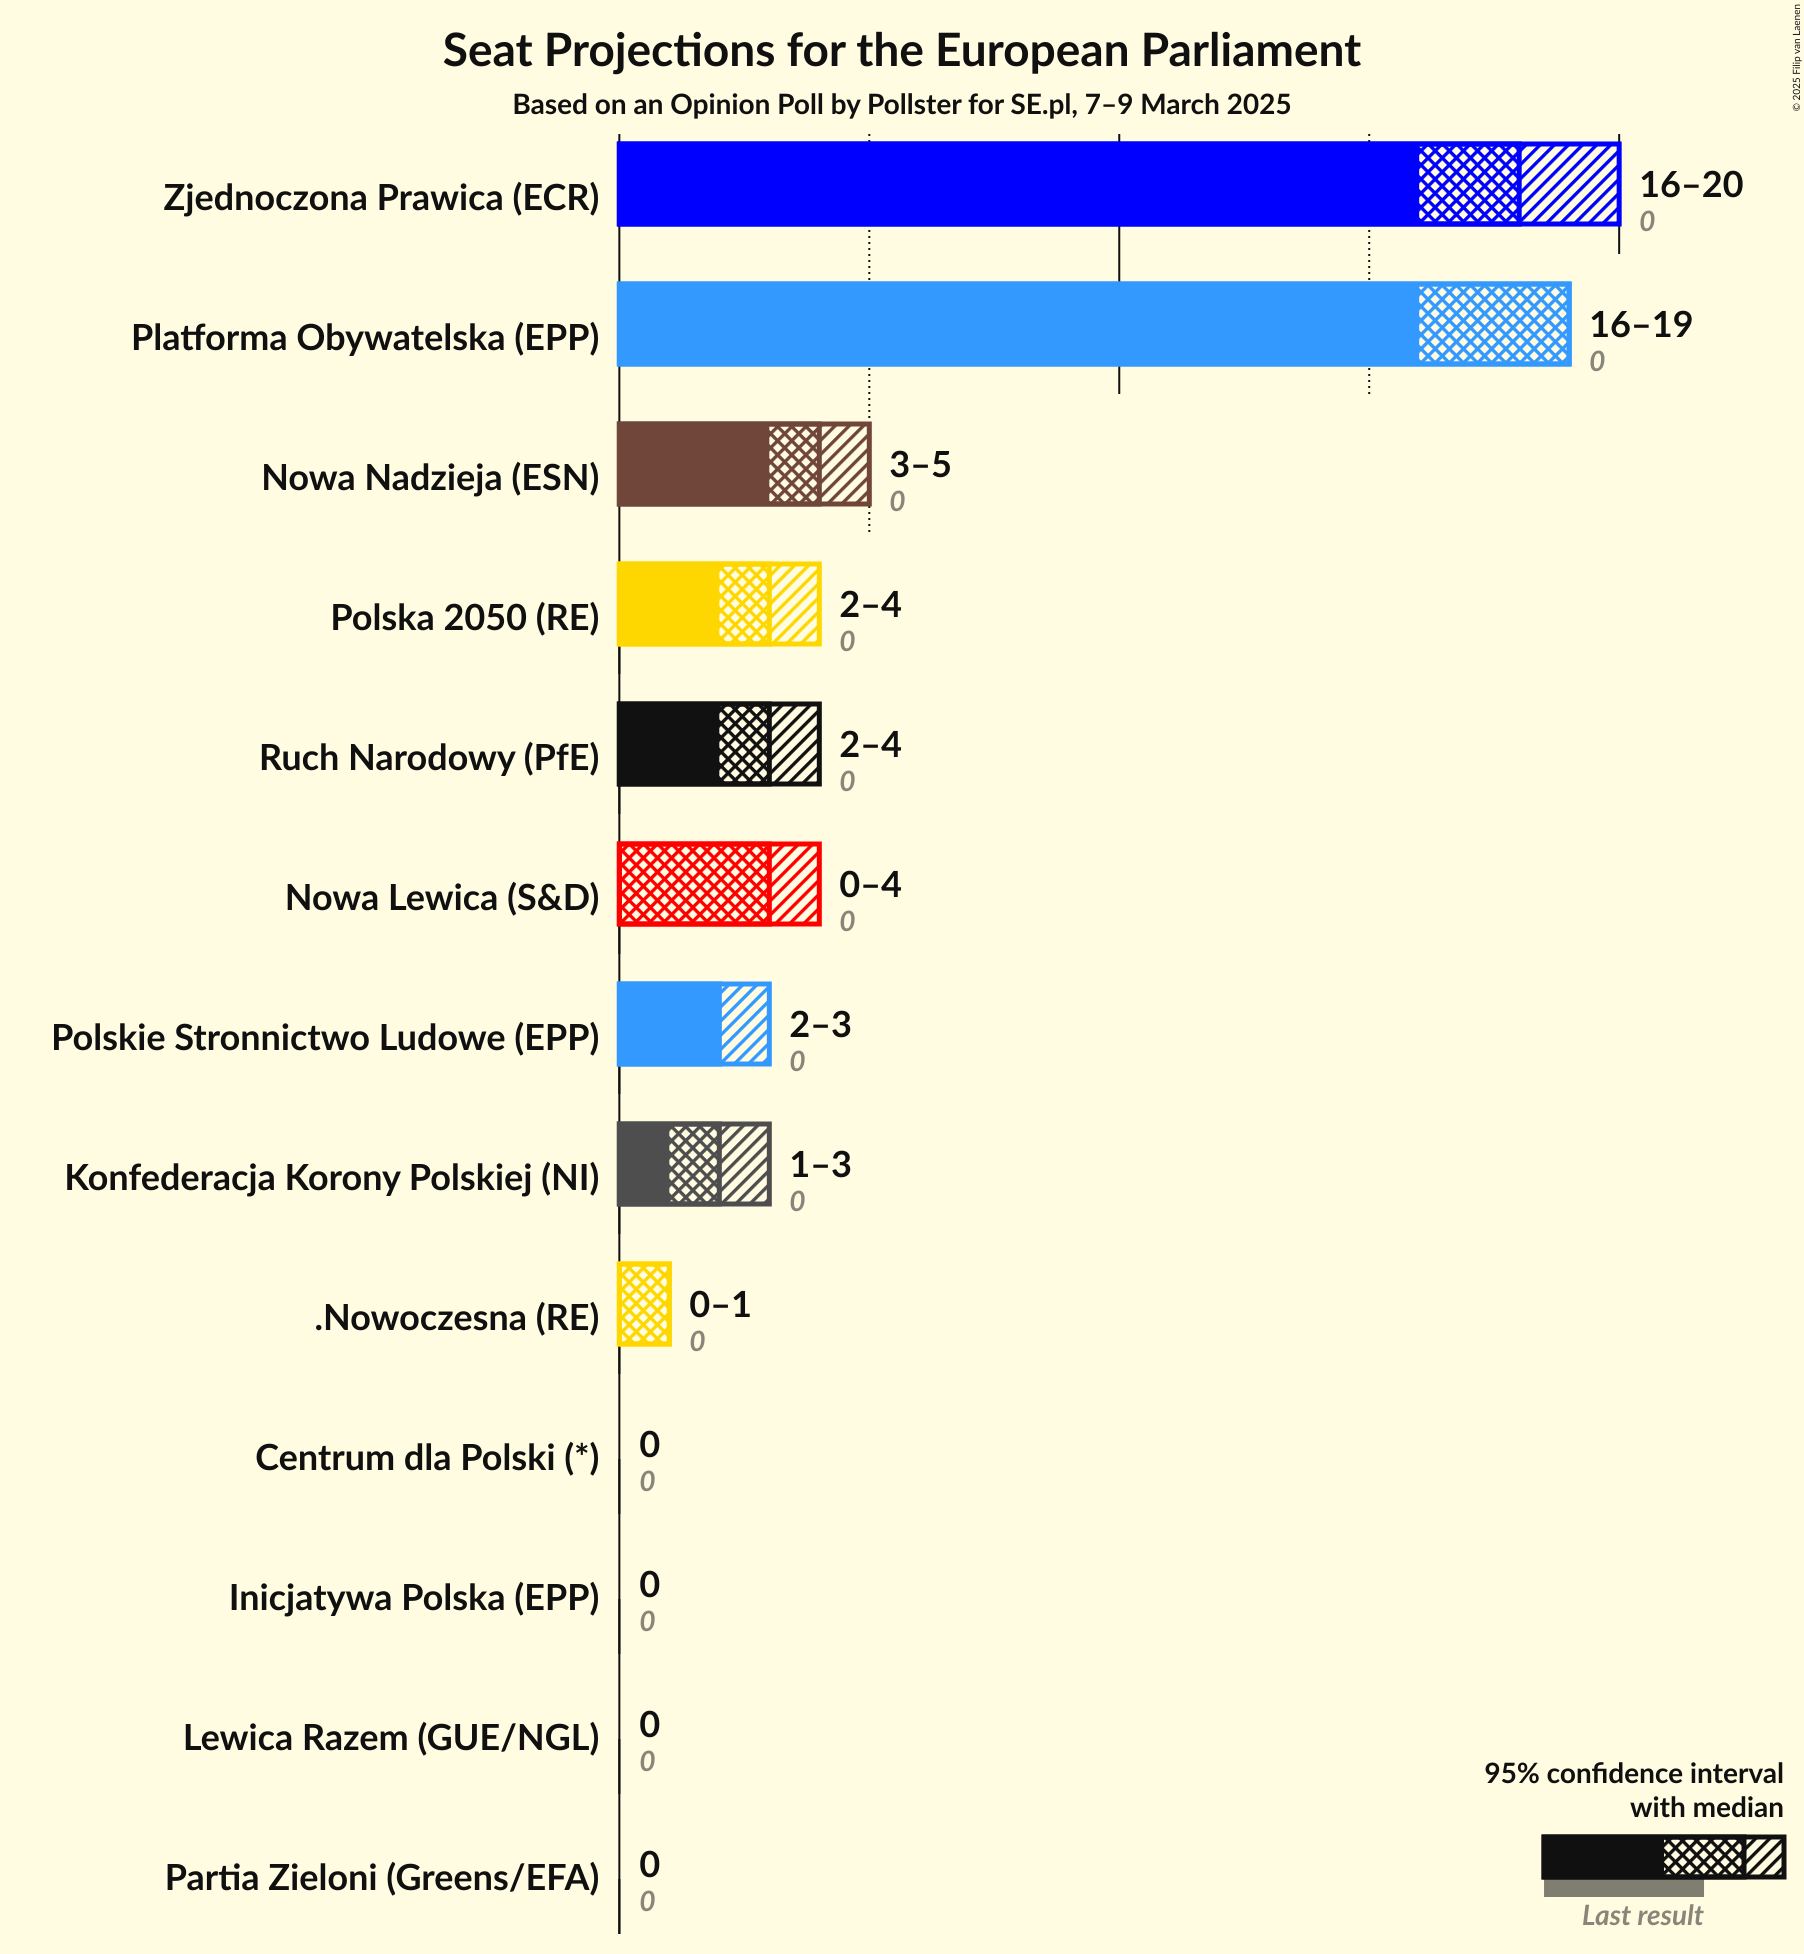 Seat Projections for the European Parliament
Based on an Opinion Poll by Pollster for SE.pl, 7–9 March 2025
© 2025 Filip van Laenen
Zjednoczona Prawica (ECR)
16–20
0
Platforma Obywatelska (EPP)
16–19
0
Nowa Nadzieja (ESN)
3–5
0
Polska 2050 (RE)
2–4
0
Ruch Narodowy (PfE)
2–4
0
Nowa Lewica (S&D)
0–4
0
Polskie Stronnictwo Ludowe (EPP)
2–3
0
Konfederacja Korony Polskiej (NI)
1–3
0
.Nowoczesna (RE)
0–1
0
Centrum dla Polski (*)
0
0
Inicjatywa Polska (EPP)
0
0
Lewica Razem (GUE/NGL)
0
0
Partia Zieloni (Greens/EFA)
0
0
95% confidence interval
with median
Last result